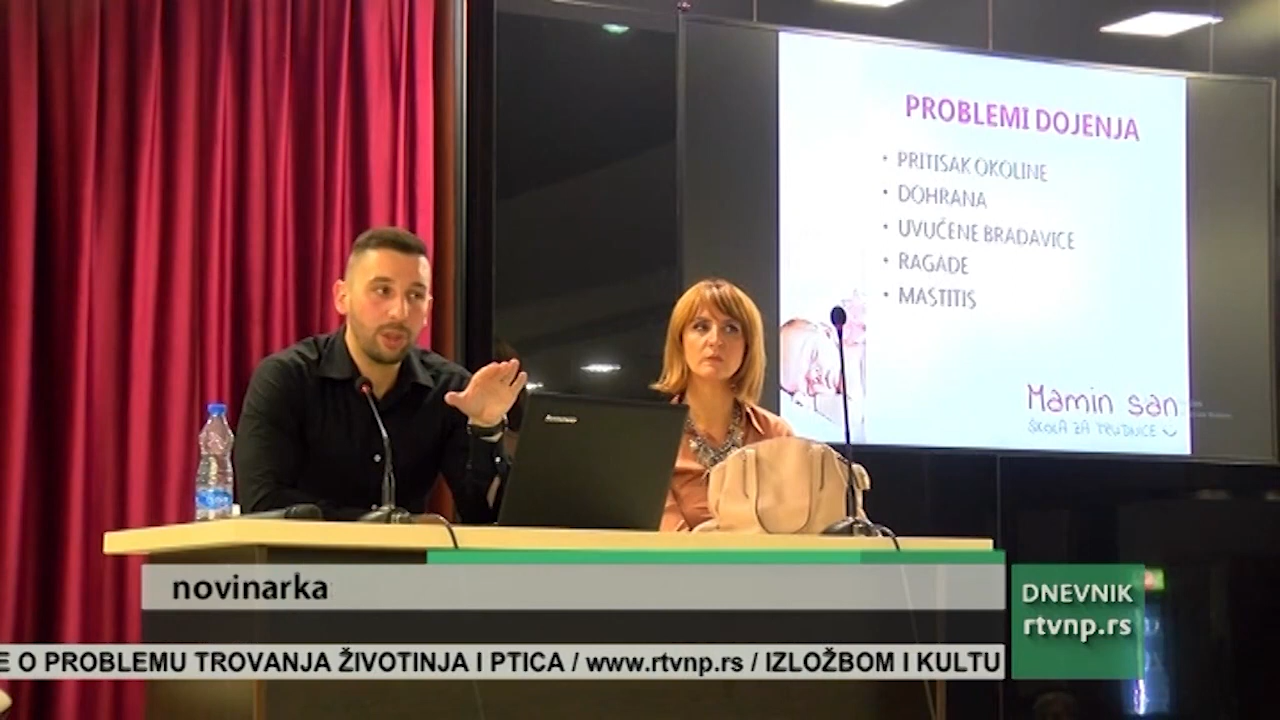 PROBLEMI DOJENJA
• PRITISAK OKOLINE
• DOHRANA
• UVUČENE BRADAVICE
• RAGADE
• MASTITIS
Mamin san
ŠKOLA ZA TRUDNICE
lenovo
novinarka
DNEVNIK
rtvnp.rs
E O PROBLEMU TROVANJA ŽIVOTINJA I PTICA / www.rtvnp.rs / IZLOŽBOM I KULTU